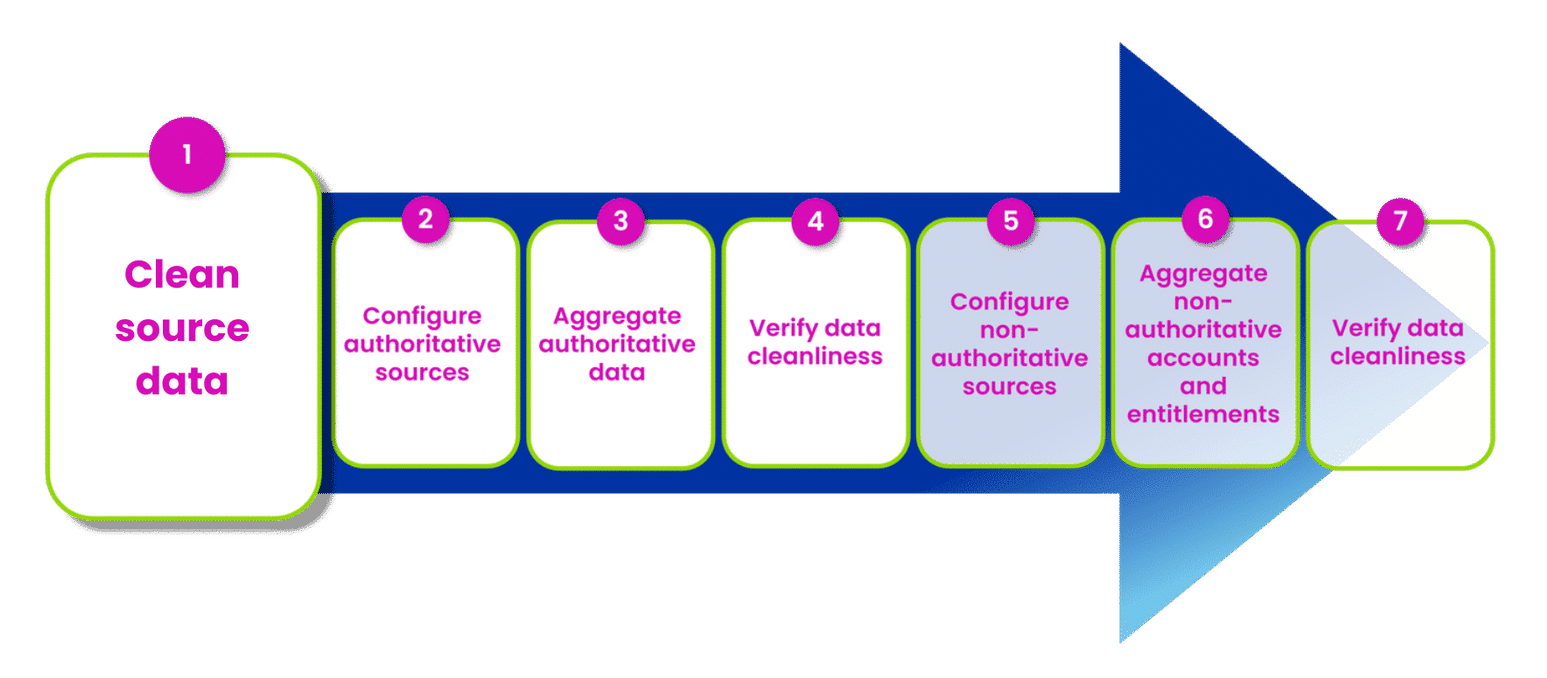 1
Clean
source
data
2
Configure
authoritative
sources
3
Aggregate
authoritative
data
4
Verify data
cleanliness
5
Configure
non-
authoritative
sources
6
Aggregate
non-
authoritative
accounts
and
entitlements
7
Verify data
cleanliness